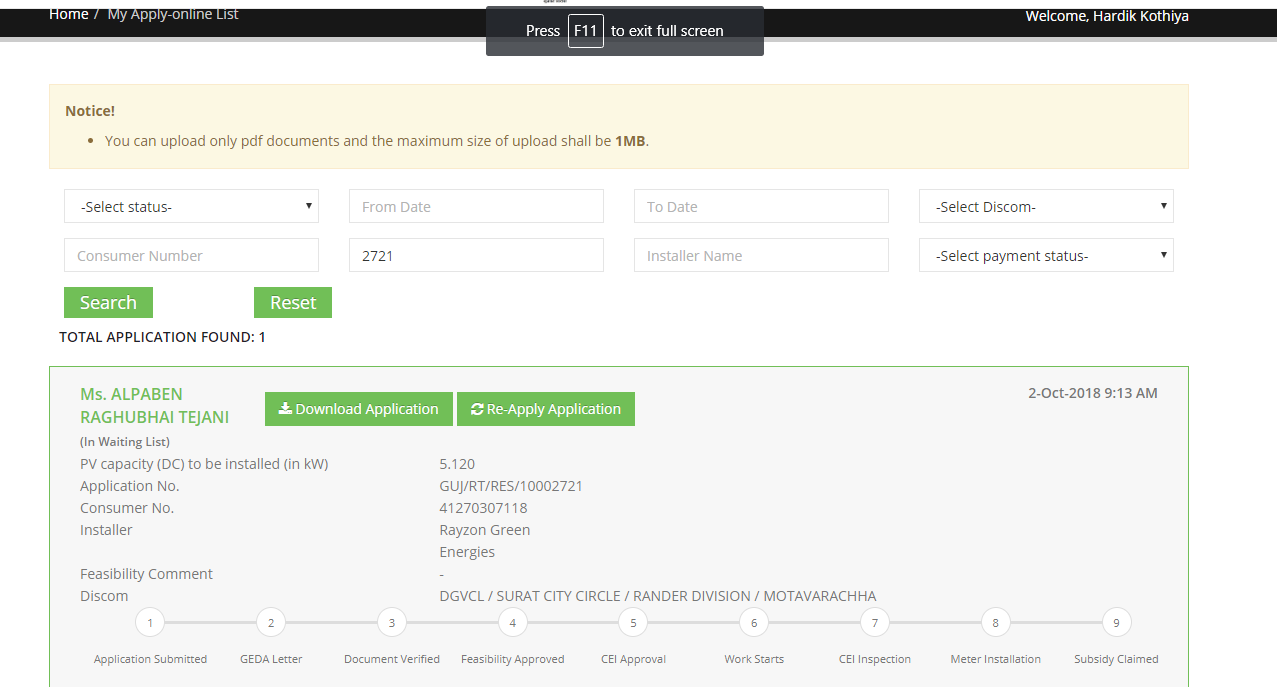 Home / My Apply-online List
Welcome, Hardik Kothiya
Press F11 to exit full screen
Notice!
• You can upload only pdf documents and the maximum size of upload shall be 1MB.
-Select status-
From Date
To Date
-Select Discom-
Consumer Number
2721
Installer Name
-Select payment status-
Search
Reset
TOTAL APPLICATION FOUND: 1
Ms. ALPABEN
RAGHUBHAI TEJANI
Download Application
Re-Apply Application
2-Oct-2018 9:13 AM
(In Waiting List)
PV capacity (DC) to be installed (in kW) 5.120
Application No. GUJ/RT/RES/10002721
Consumer No. 41270307118
Installer Rayzon Green
Energies
Feasibility Comment -
Discom DGVCL / SURAT CITY CIRCLE / RANDER DIVISION / MOTAVARACHHA
1 2 3 4 5 6 7 8 9
Application Submitted GEDA Letter Document Verified Feasibility Approved CEI Approval Work Starts CEI Inspection Meter Installation Subsidy Claimed